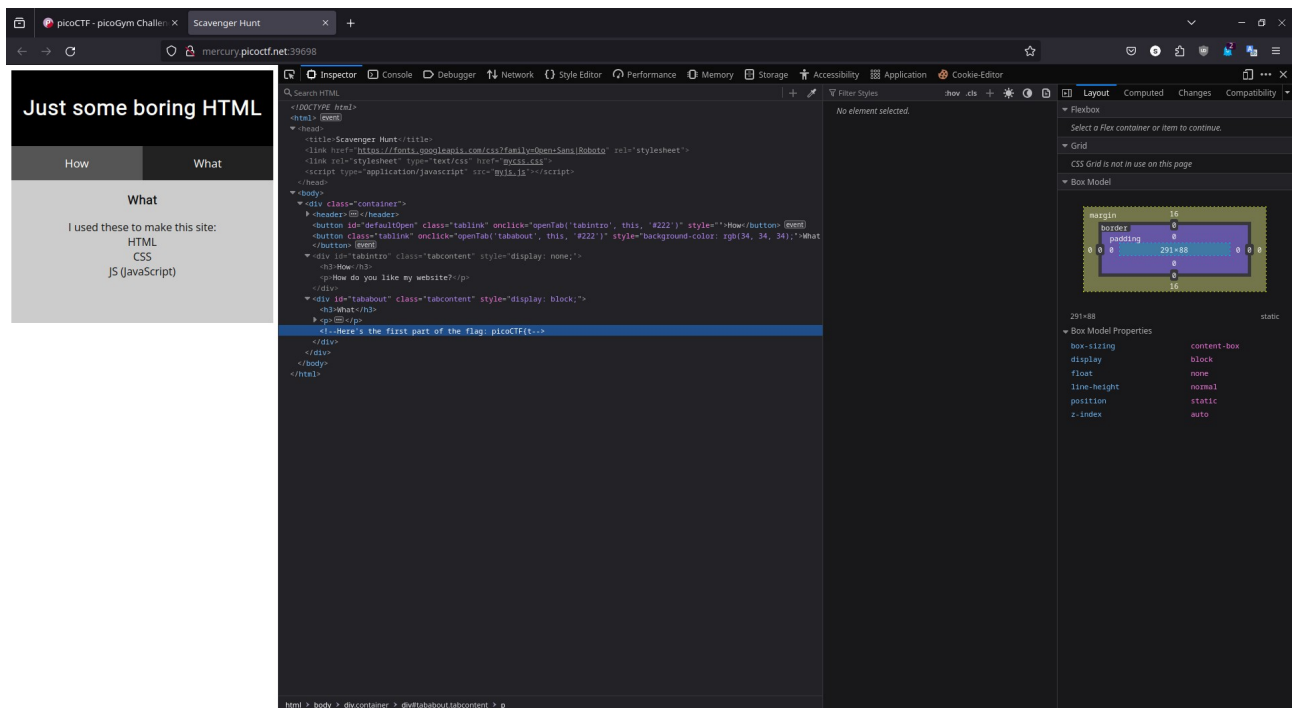 picoCTF - picoGym Challen
Scavenger Hunt
mercury.picoctf.net:39698
2
Inspector Console Debugger Network {} Style Editor Performance Memory Storage Accessibility Application Cookie-Editor
Search HTML
Filter Styles :hov .cls
Layout Computed Changes Compatibility
Just some boring HTML
How What
What
I used these to make this site:
HTML
CSS
JS (JavaScript)
<!DOCTYPE html>
<html> event
<head>
<title>Scavenger Hunt</title>
<link href="https://fonts.googleapis.com/css?family=Open+Sans|Roboto" rel="stylesheet">
<link rel="stylesheet" type="text/css" href="mycss.css">
<script type="application/javascript" src="myjs.js"></script>
</head>
<body>
<div class="container">
<header> </header>
<button id="defaultOpen" class="tablink" onclick="openTab('tabintro', this, '#222')" style="">How</button> event
<button class="tablink" onclick="openTab('tababout', this, '#222')" style="background-color: rgb(34, 34, 34);">What
</button> event
<div id="tabintro" class="tabcontent" style="display: none;">
<h3>How</h3>
<p>How do you like my website?</p>
</div>
<div id="tababout" class="tabcontent" style="display: block;">
<h3>What</h3>
<p> </p>
<!--Here's the first part of the flag: picoCTF{t-->
</div>
</div>
</body>
</html>
html > body > div.container > div#tababout.tabcontent > p
No element selected.
Flexbox
Select a Flex container or item to continue.
Grid
CSS Grid is not in use on this page
Box Model
margin 16
border 0
padding 0
0 0 0 291×88 0 0 0
0
0
16
291×88 static
Box Model Properties
box-sizing content-box
display block
float none
line-height normal
position static
z-index auto